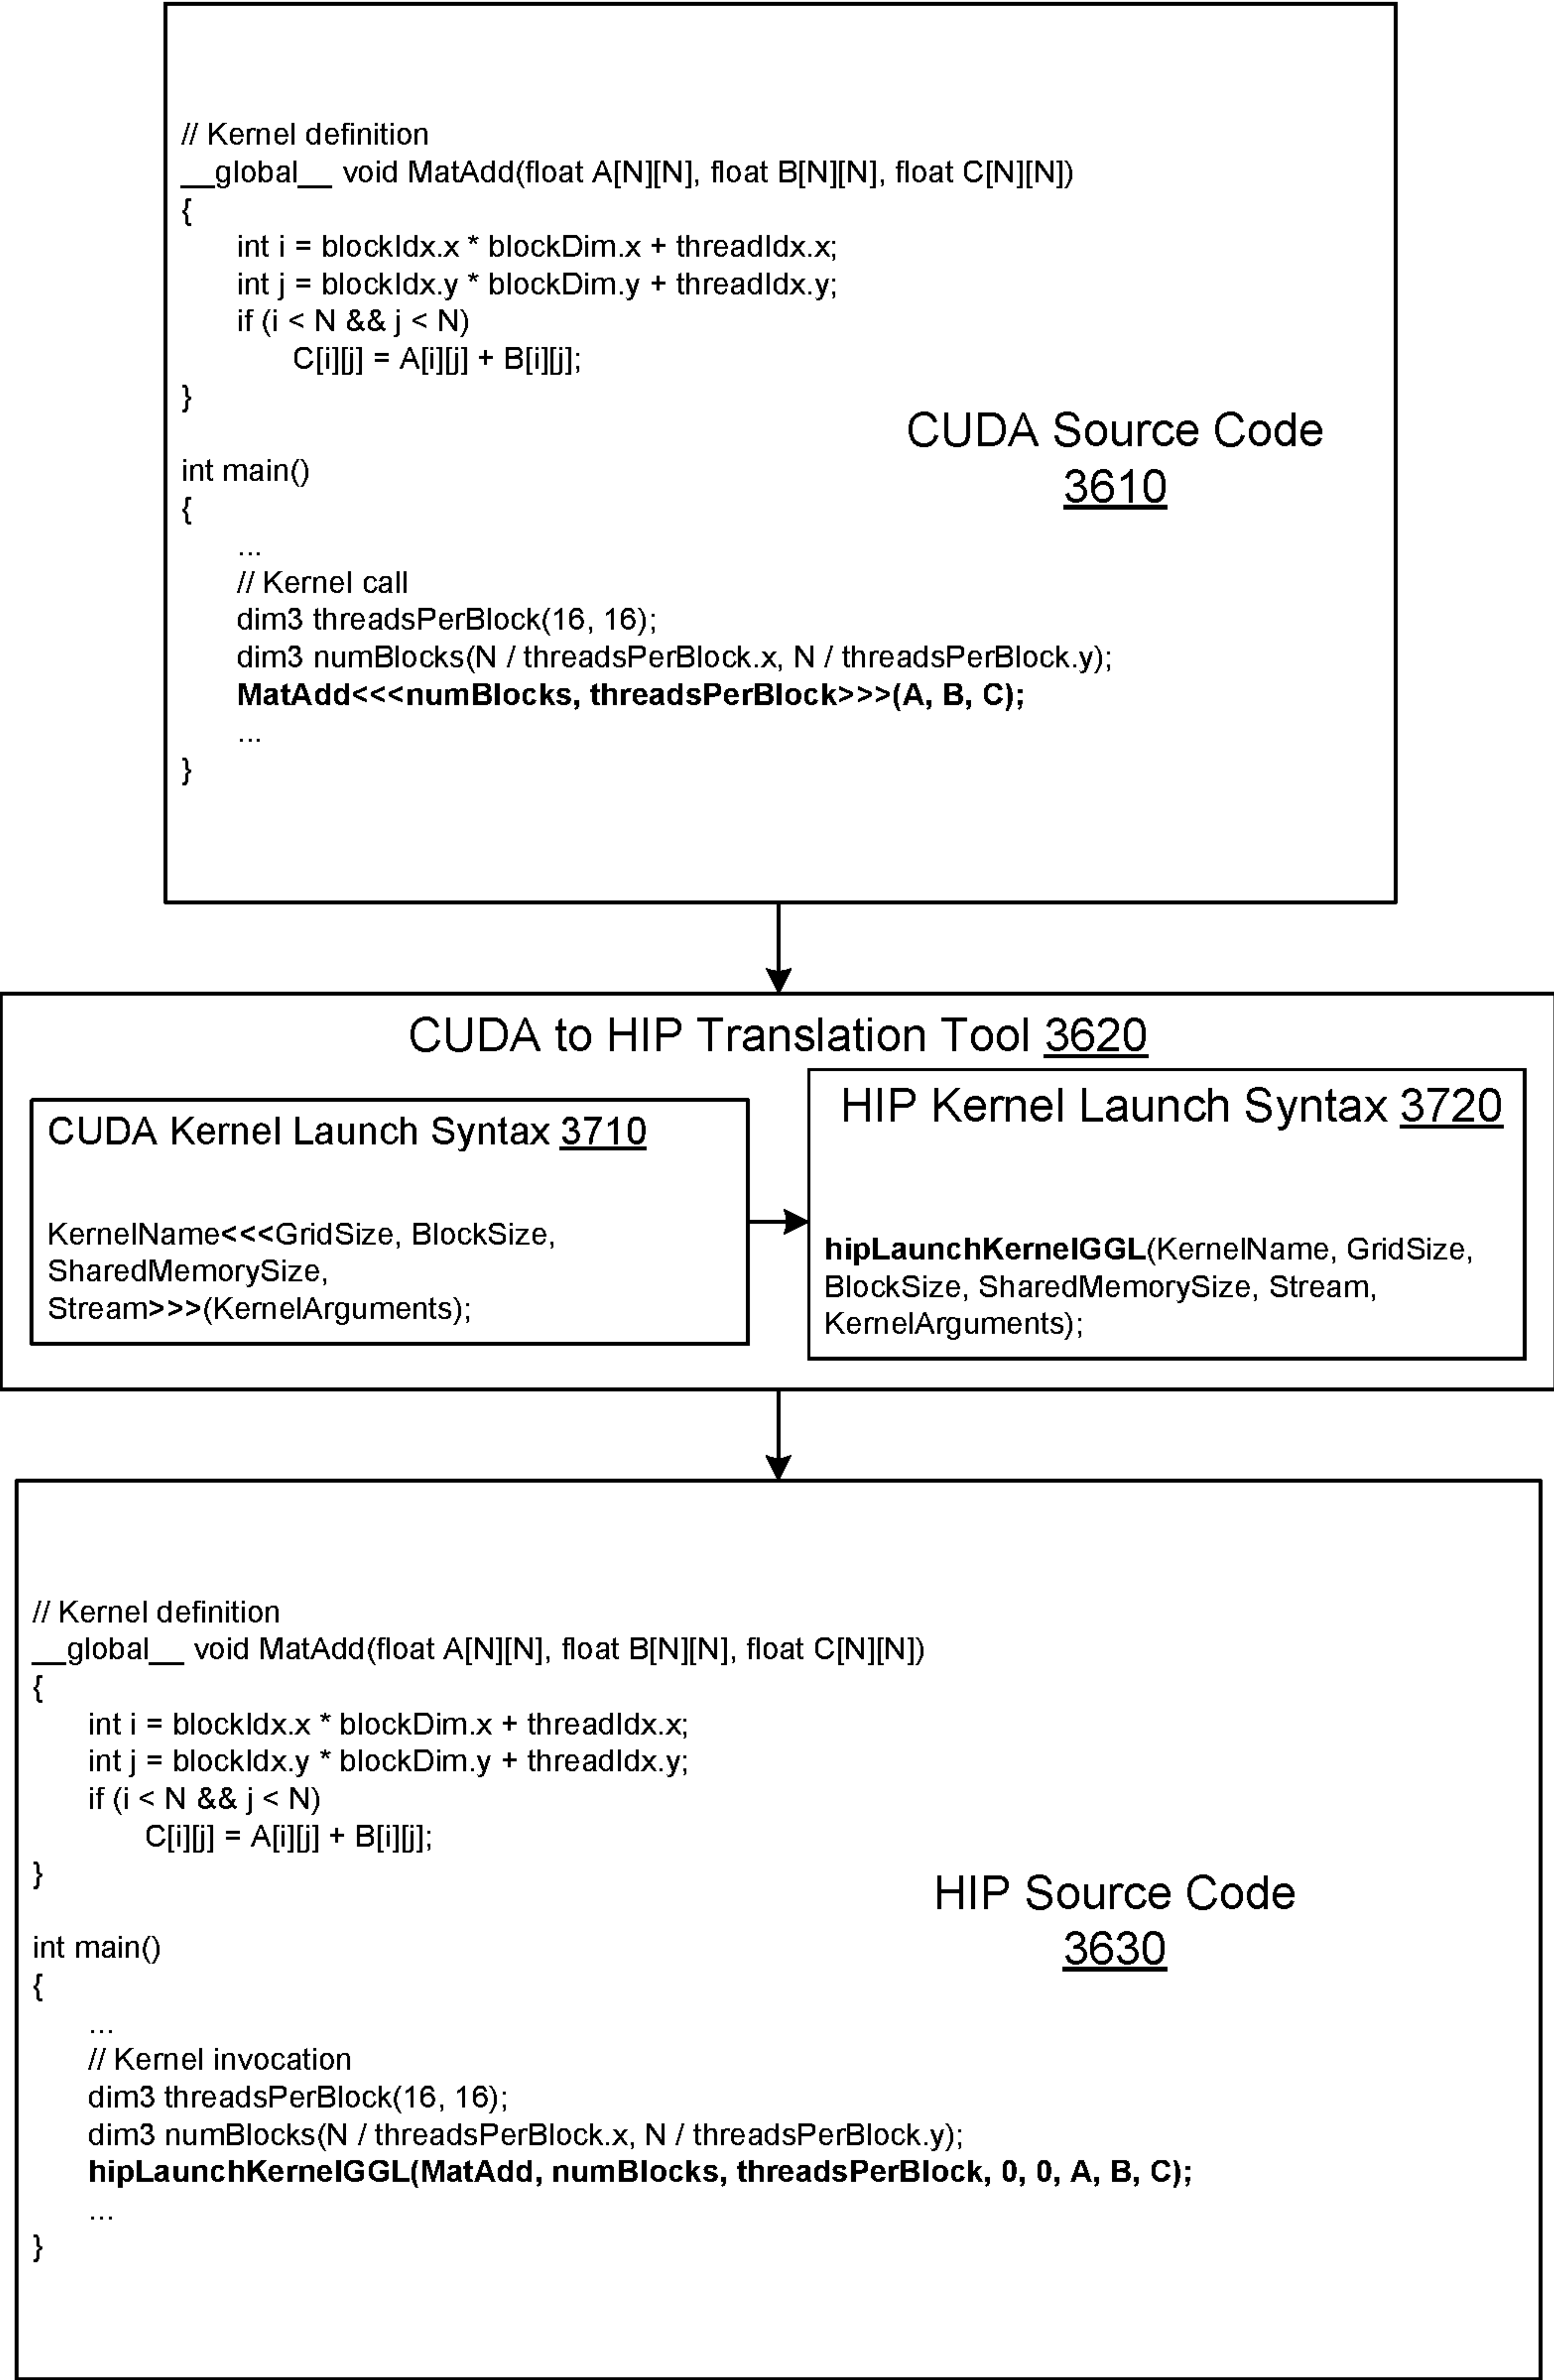 // Kernel definition
__global__ void MatAdd(float A[N][N], float B[N][N], float C[N][N])
{
int i = blockIdx.x * blockDim.x + threadIdx.x;
int j = blockIdx.y * blockDim.y + threadIdx.y;
if (i < N && j < N)
C[i][j] = A[i][j] + B[i][j];
}
CUDA Source Code
3610
int main()
{
...
// Kernel call
dim3 threadsPerBlock(16, 16);
dim3 numBlocks(N / threadsPerBlock.x, N / threadsPerBlock.y);
MatAdd<<<numBlocks, threadsPerBlock>>>(A, B, C);
...
}
CUDA to HIP Translation Tool 3620
CUDA Kernel Launch Syntax 3710
KernelName<<<GridSize, BlockSize,
SharedMemorySize,
Stream>>>(KernelArguments);
HIP Kernel Launch Syntax 3720
hipLaunchKernelGGL(KernelName, GridSize,
BlockSize, SharedMemorySize, Stream,
KernelArguments);
// Kernel definition
__global__ void MatAdd(float A[N][N], float B[N][N], float C[N][N])
{
int i = blockIdx.x * blockDim.x + threadIdx.x;
int j = blockIdx.y * blockDim.y + threadIdx.y;
if (i < N && j < N)
C[i][j] = A[i][j] + B[i][j];
}
HIP Source Code
3630
int main()
{
...
// Kernel invocation
dim3 threadsPerBlock(16, 16);
dim3 numBlocks(N / threadsPerBlock.x, N / threadsPerBlock.y);
hipLaunchKernelGGL(MatAdd, numBlocks, threadsPerBlock, 0, 0, A, B, C);
...
}